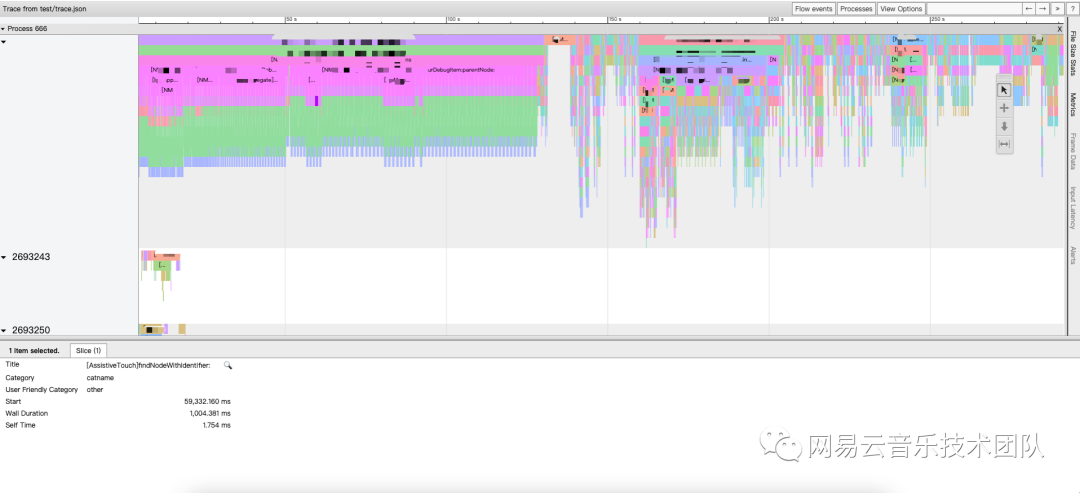 Trace from test/trace.json
Flow events Processes View Options ← → » ?
50 s 100 s 150 s 200 s 250 s
Process 666 X
File Size Stats
Metrics
Frame Data
Input Latency
Alerts
urDebugItem:parentNode:
[NM
2693243
2693250
1 item selected. Slice (1)
Title [AssistiveTouch]findNodeWithIdentifier:
Category catname
User Friendly Category other
Start 59,332.160 ms
Wall Duration 1,004.381 ms
Self Time 1.754 ms
网易云音乐技术团队